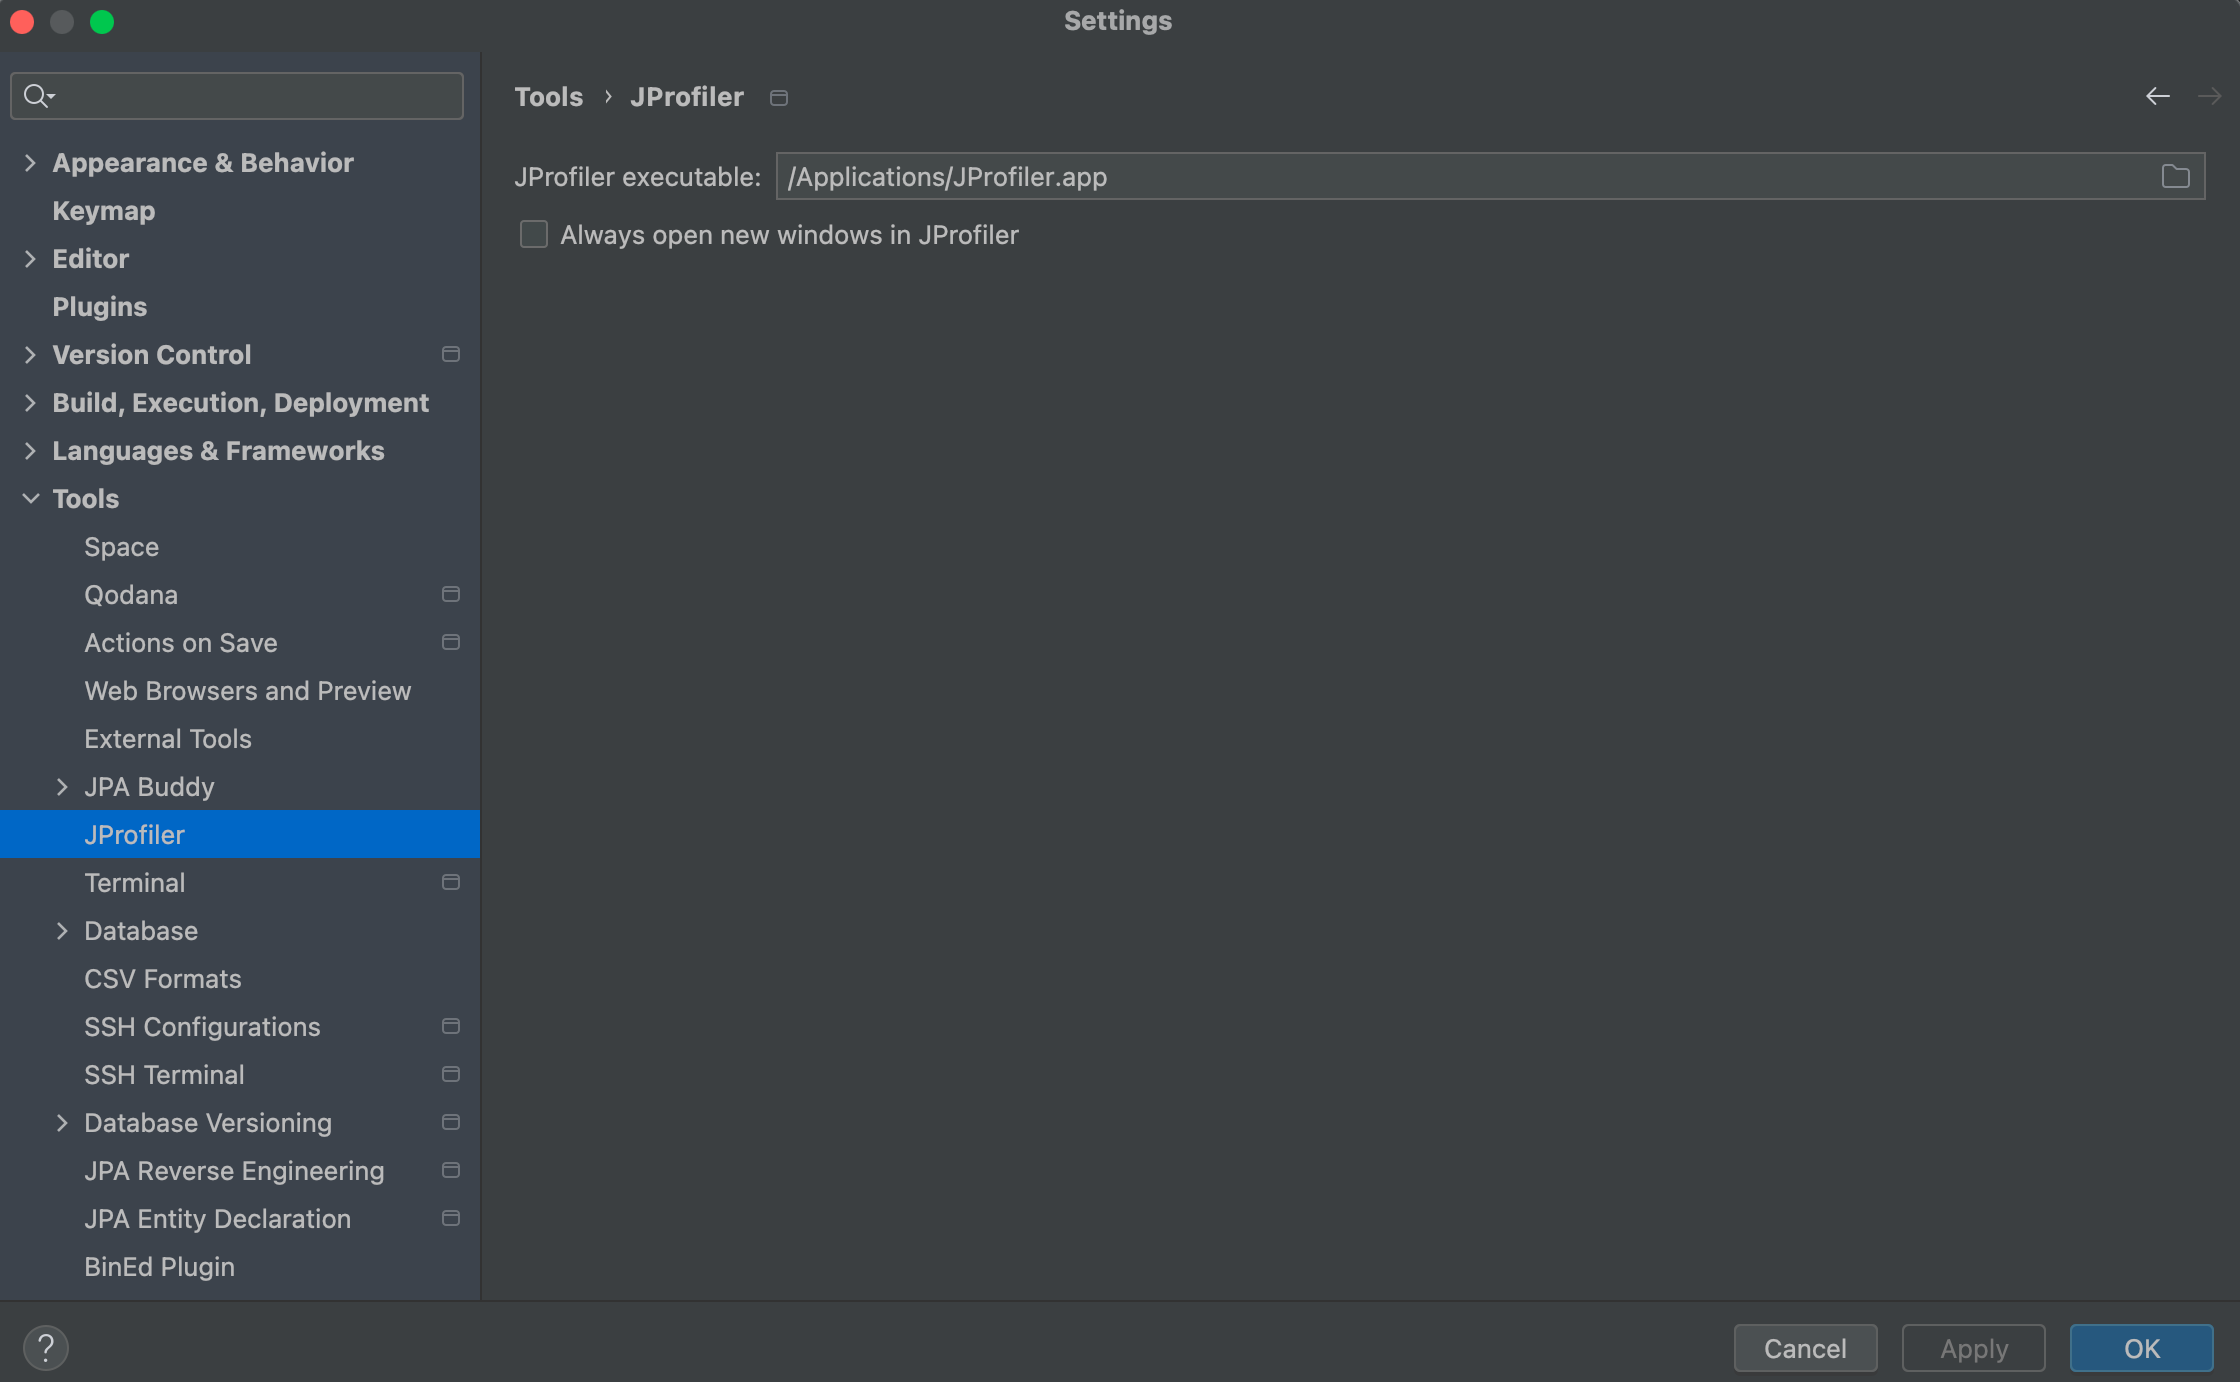 Settings
Appearance & Behavior
Keymap
Editor
Plugins
Version Control
Build, Execution, Deployment
Languages & Frameworks
Tools
Space
Qodana
Actions on Save
Web Browsers and Preview
External Tools
JPA Buddy
JProfiler
Terminal
Database
CSV Formats
SSH Configurations
SSH Terminal
Database Versioning
JPA Reverse Engineering
JPA Entity Declaration
BinEd Plugin
Tools › JProfiler
JProfiler executable: /Applications/JProfiler.app
Always open new windows in JProfiler
? Cancel Apply OK